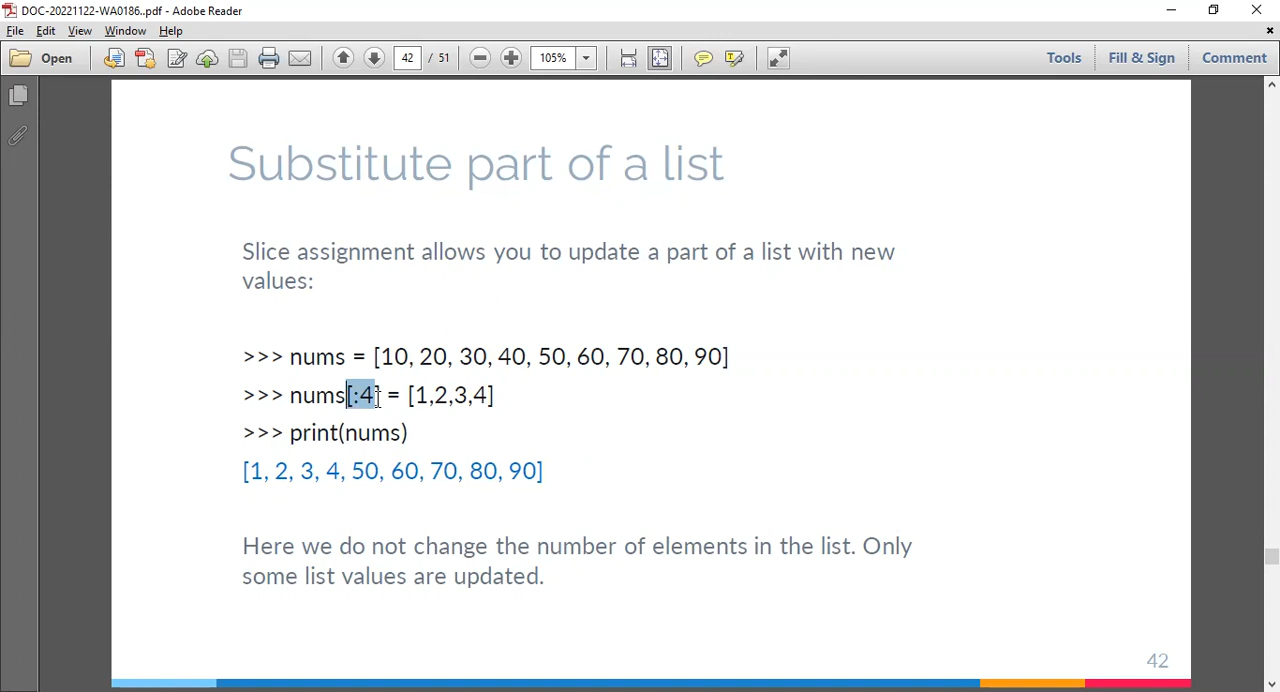 DOC-20221122-WA0186..pdf - Adobe Reader
File Edit View Window Help
Open 42 / 51 105% Tools Fill & Sign Comment
Substitute part of a list
Slice assignment allows you to update a part of a list with new
values:
>>> nums = [10, 20, 30, 40, 50, 60, 70, 80, 90]
>>> nums[:4] = [1,2,3,4]
>>> print(nums)
[1, 2, 3, 4, 50, 60, 70, 80, 90]
Here we do not change the number of elements in the list. Only
some list values are updated.
42